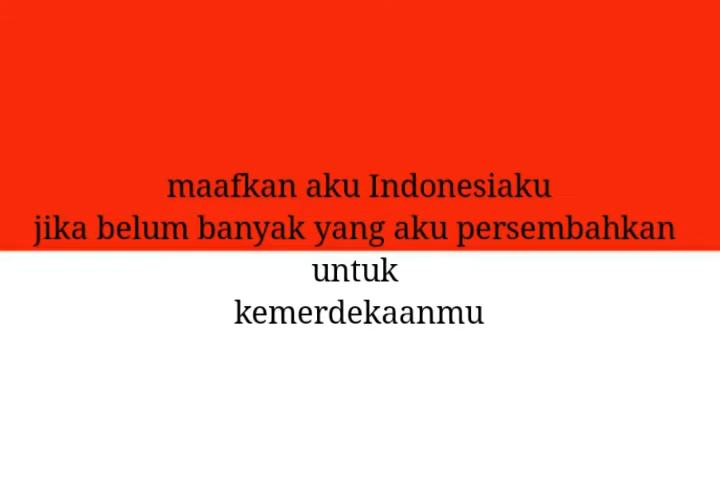 maafkan aku Indonesiaku
jika belum banyak yang aku persembahkan
untuk
kemerdekaanmu